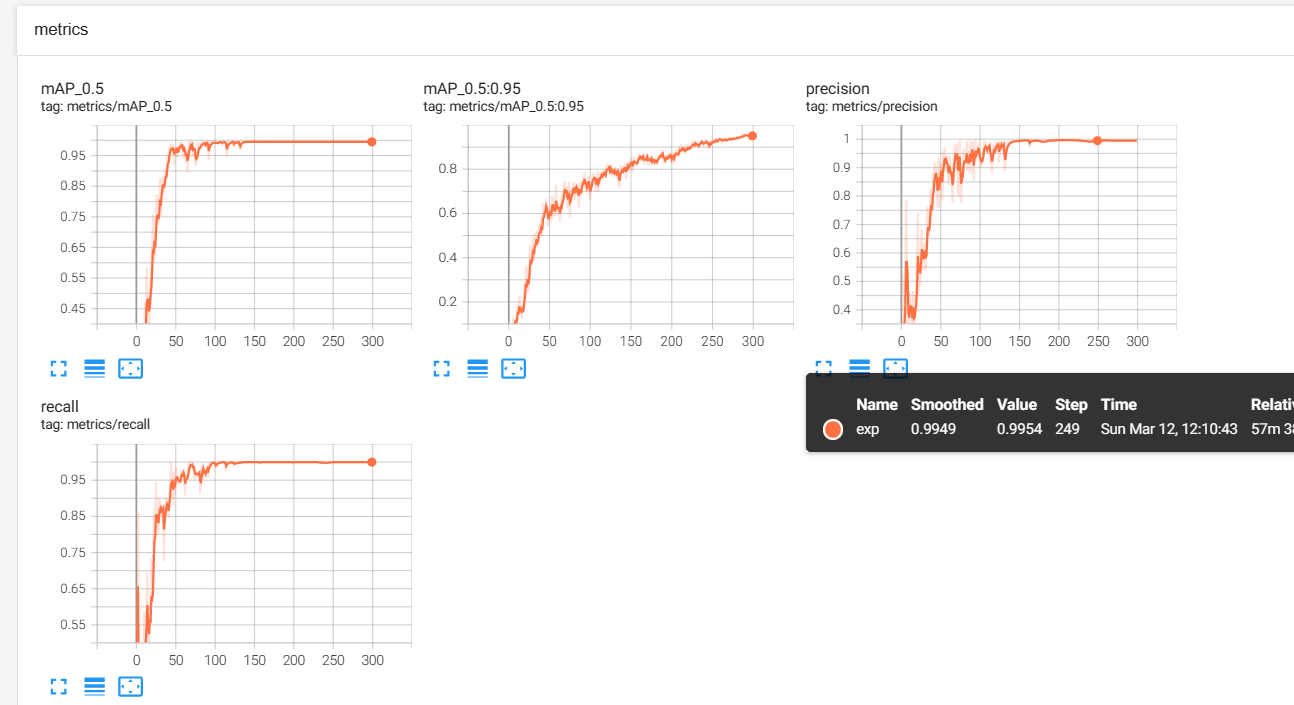 metrics
mAP_0.5
tag: metrics/mAP_0.5
0.95
0.85
0.75
0.65
0.55
0.45
0 50 100 150 200 250 300
mAP_0.5:0.95
tag: metrics/mAP_0.5:0.95
0.8
0.6
0.4
0.2
0 50 100 150 200 250 300
precision
tag: metrics/precision
1
0.9
0.8
0.7
0.6
0.5
0.4
0 50 100 150 200 250 300
Name Smoothed Value Step Time
exp 0.9949 0.9954 249 Sun Mar 12, 12:10:43 57m
recall
tag: metrics/recall
0.95
0.85
0.75
0.65
0.55
0 50 100 150 200 250 300